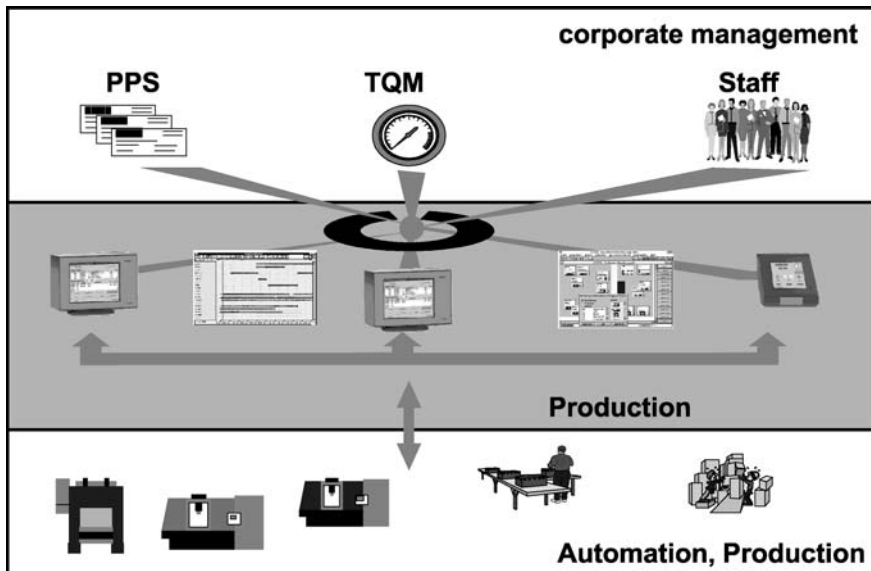 corporate management
PPS
TQM
Staff
Production
Automation, Production